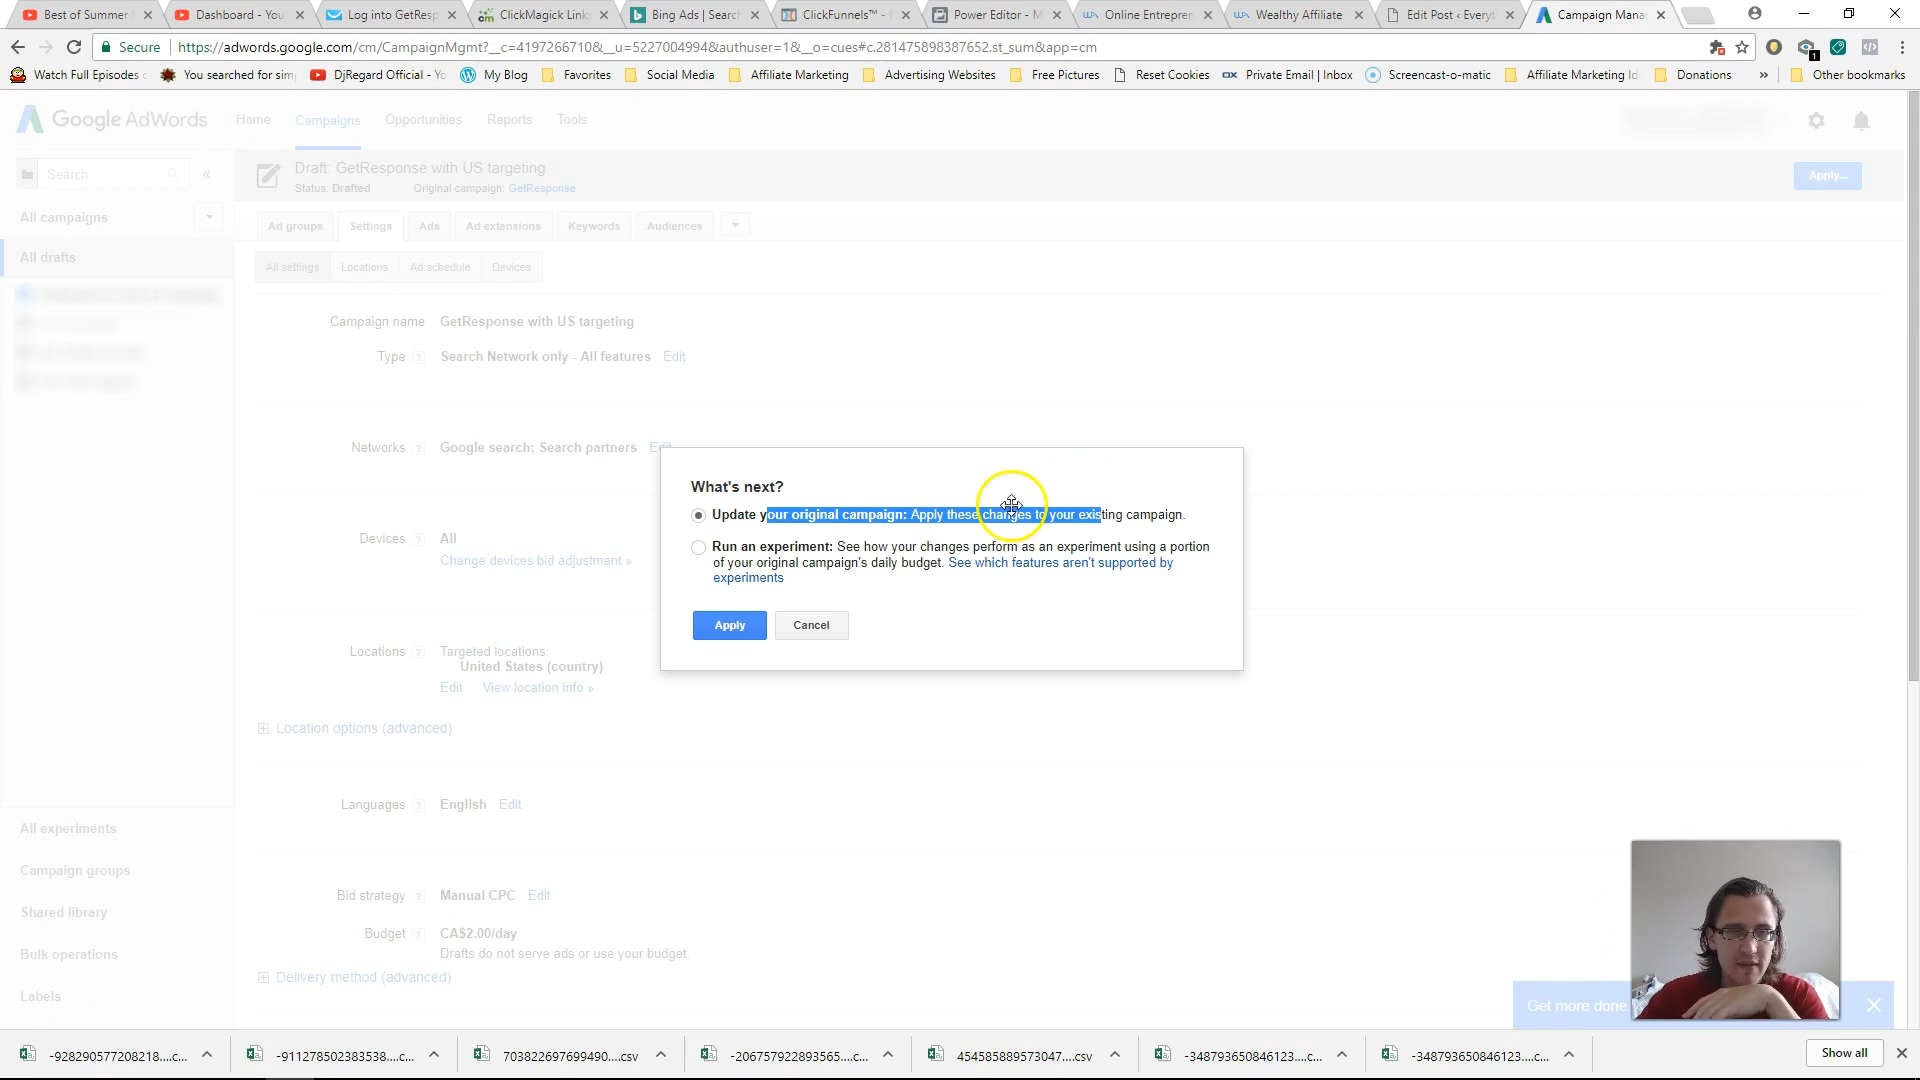 Best of Summer
Dashboard - You
Log into GetResp
ClickMagick Link
Bing Ads | Search
ClickFunnels™ -
Power Editor - M
Online Entrepren
Wealthy Affiliate
Edit Post ‹ Everyt
Campaign Mana
Secure
https://adwords.google.com/cm/CampaignMgmt?__c=4197266710&__u=5227004994&authuser=1&__o=cues#c.281475898387652.st_sum&app=cm
1
Watch Full Episodes
You searched for sim
DjRegard Official - Yo
My Blog
Favorites
Social Media
Affiliate Marketing
Advertising Websites
Free Pictures
Reset Cookies
Private Email | Inbox
Screencast-o-matic
Affiliate Marketing Id
Donations
»
Other bookmarks
Google AdWords
Home
Campaigns
Opportunities
Reports
Tools
Search
«
Draft: GetResponse with US targeting
Status: Drafted
Original campaign: GetResponse
Apply...
All campaigns
All drafts
Ad groups
Settings
Ads
Ad extensions
Keywords
Audiences
All settings
Locations
Ad schedule
Devices
Campaign name GetResponse with US targeting
Type ? Search Network only - All features Edit
Networks ? Google search; Search partners Edit
Devices ? All
Change devices bid adjustment »
Locations ? Targeted locations:
United States (country)
Edit View location info »
Location options (advanced)
Languages ? English Edit
Bid strategy ? Manual CPC Edit
Budget ? CA$2.00/day
Drafts do not serve ads or use your budget.
Delivery method (advanced)
What's next?
Update your original campaign: Apply these changes to your existing campaign.
Run an experiment: See how your changes perform as an experiment using a portion
of your original campaign's daily budget. See which features aren't supported by
experiments
Apply
Cancel
All experiments
Campaign groups
Shared library
Bulk operations
Labels
Get more done
-928290577208218....c...
-911278502383538....c...
703822697699490....csv
-206757922893565....c...
454585889573047....csv
-348793650846123....c...
-348793650846123....c...
Show all